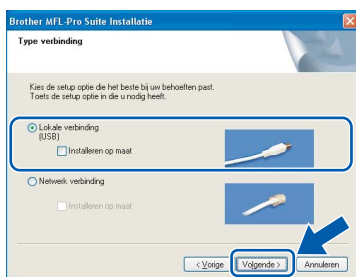 Brother MFL-Pro Suite Installatie
Type verbinding
Kies de setup optie die het beste bij uw behoeften past.
Toets de setup optie in die u nodig heeft.
Lokale verbinding
(USB)
Installeren op maat
Netwerk verbinding
Installeren op maat
< Vorige
Volgende >
Annuleren